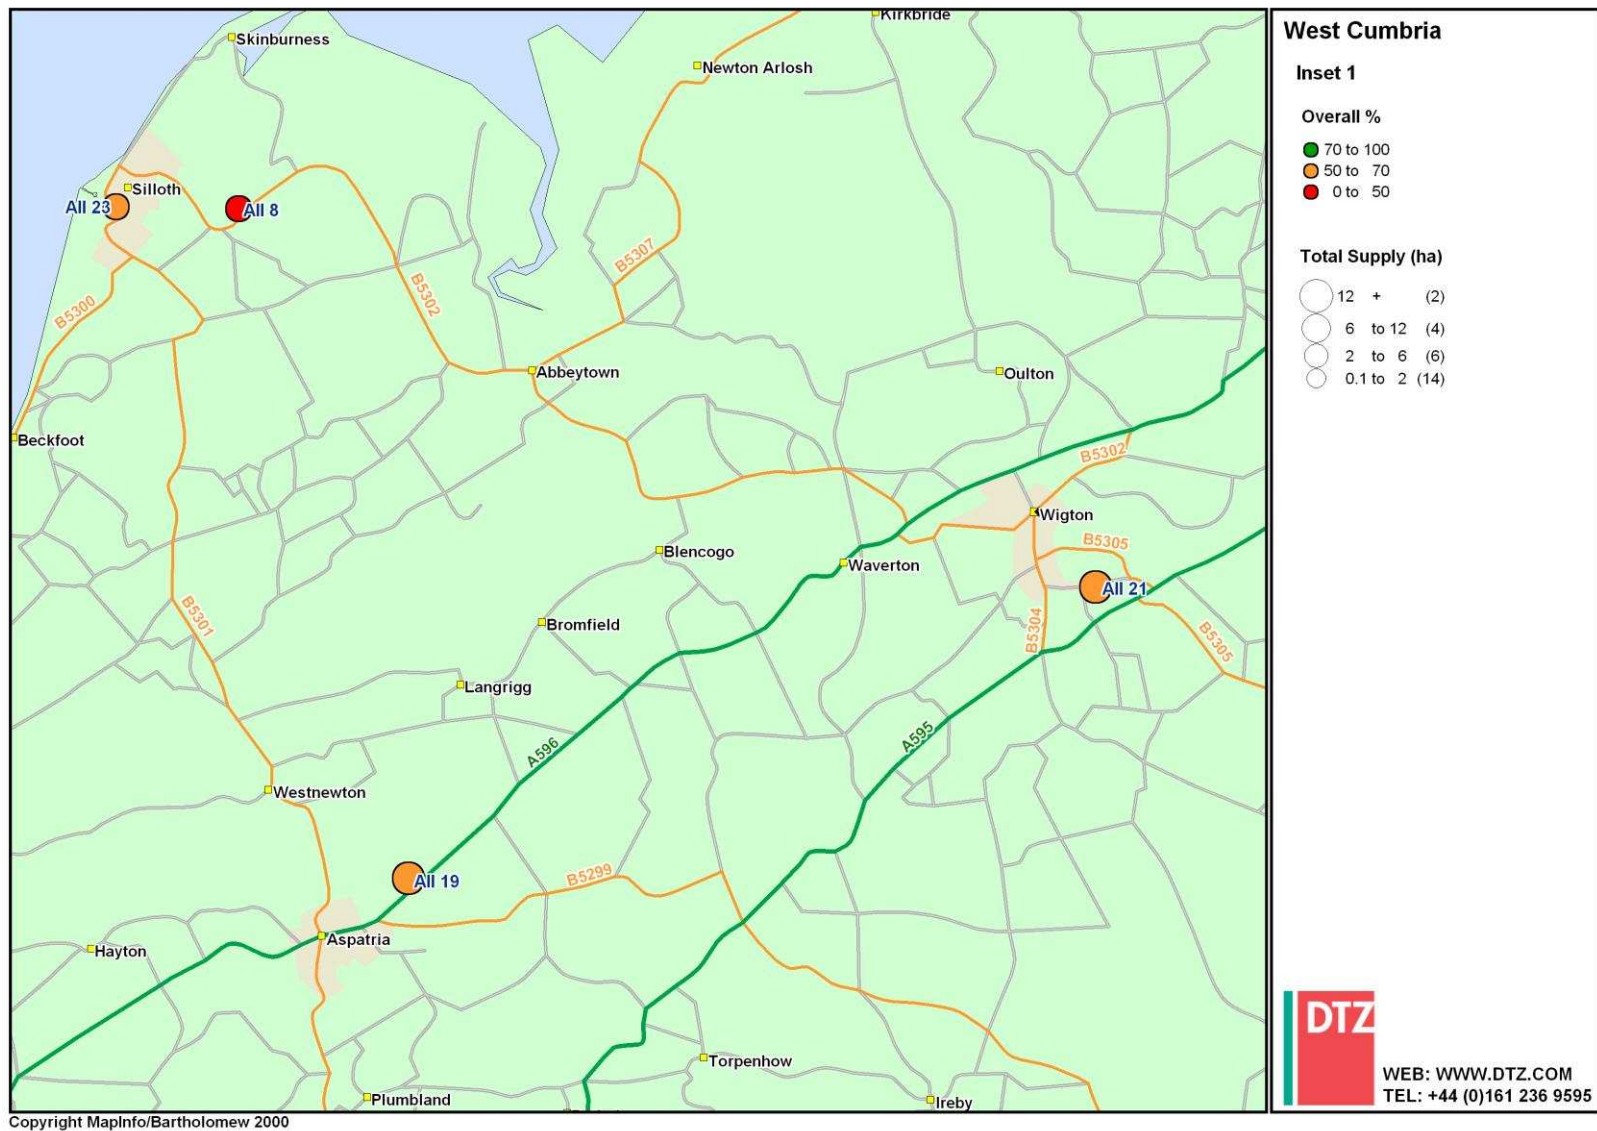 Kirkbride
Skinburness
Newton Arlosh
Silloth
All 23
All 8
B5307
B5302
B5300
Abbeytown
Oulton
Beckfoot
B5302
Wigton
B5305
Blencogo
Waverton
All 21
B5301
Bromfield
B5304
B5305
Langrigg
A595
A596
Westnewton
B5299
All 19
Aspatria
Hayton
Torpenhow
Plumbland
Ireby
Copyright MapInfo/Bartholomew 2000
West Cumbria
Inset 1
Overall %
70 to 100
50 to 70
0 to 50
Total Supply (ha)
12 + (2)
6 to 12 (4)
2 to 6 (6)
0.1 to 2 (14)
DTZ
WEB: WWW.DTZ.COM
TEL: +44 (0)161 236 9595